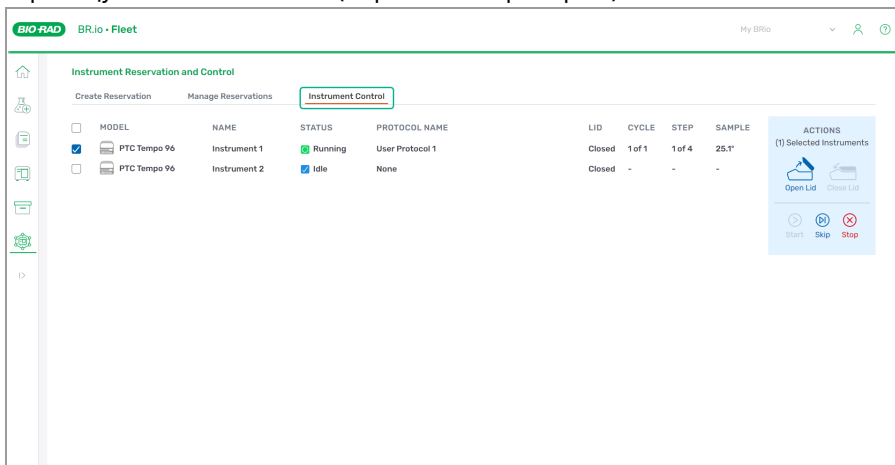 BIO-RAD BR.io • Fleet My BRio
Instrument Reservation and Control
Create Reservation Manage Reservations Instrument Control
MODEL NAME STATUS PROTOCOL NAME LID CYCLE STEP SAMPLE
PTC Tempo 96 Instrument 1 Running User Protocol 1 Closed 1 of 1 1 of 4 25.1°
PTC Tempo 96 Instrument 2 Idle None Closed - - -
ACTIONS
(1) Selected Instruments
Open Lid Close Lid
Start Skip Stop